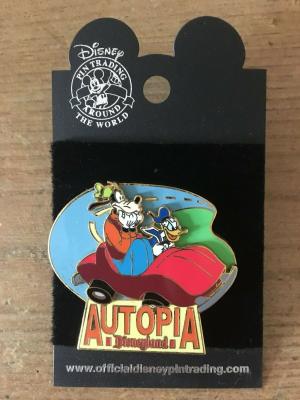 Disney
PIN TRADING
AROUND
THE WORLD
AUTOPIA
Disneyland
www.officialdisneypintrading.com